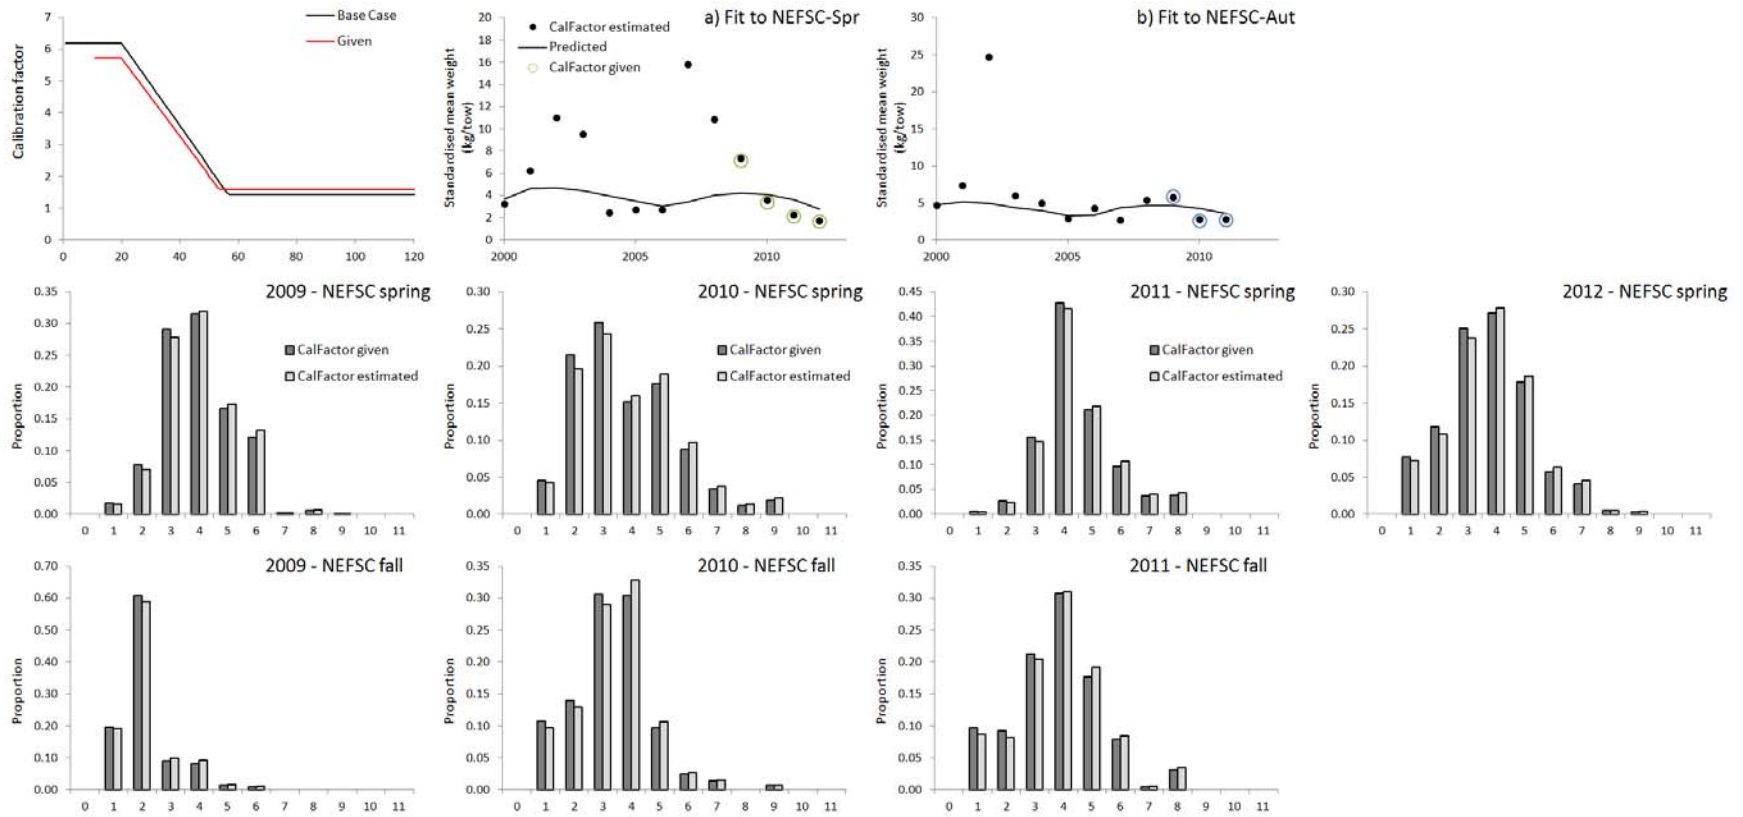 Calibration factor
7
6
5
4
3
2
1
0
0 20 40 60 80 100 120
Base Case
Given
a) Fit to NEFSC-Spr
Standardised mean weight
(kg/tow)
20
18
16
14
12
10
8
6
4
2
0
2000 2005 2010
CalFactor estimated
Predicted
CalFactor given
b) Fit to NEFSC-Aut
Standardised mean weight
(kg/tow)
30
25
20
15
10
5
0
2000 2005 2010
2009 - NEFSC spring
Proportion
0.35
0.30
0.25
0.20
0.15
0.10
0.05
0.00
0 1 2 3 4 5 6 7 8 9 10 11
CalFactor given
CalFactor estimated
2010 - NEFSC spring
Proportion
0.30
0.25
0.20
0.15
0.10
0.05
0.00
0 1 2 3 4 5 6 7 8 9 10 11
CalFactor given
CalFactor estimated
2011 - NEFSC spring
Proportion
0.45
0.40
0.35
0.30
0.25
0.20
0.15
0.10
0.05
0.00
0 1 2 3 4 5 6 7 8 9 10 11
CalFactor given
CalFactor estimated
2012 - NEFSC spring
Proportion
0.30
0.25
0.20
0.15
0.10
0.05
0.00
0 1 2 3 4 5 6 7 8 9 10 11
2009 - NEFSC fall
Proportion
0.70
0.60
0.50
0.40
0.30
0.20
0.10
0.00
0 1 2 3 4 5 6 7 8 9 10 11
2010 - NEFSC fall
Proportion
0.35
0.30
0.25
0.20
0.15
0.10
0.05
0.00
0 1 2 3 4 5 6 7 8 9 10 11
2011 - NEFSC fall
Proportion
0.35
0.30
0.25
0.20
0.15
0.10
0.05
0.00
0 1 2 3 4 5 6 7 8 9 10 11